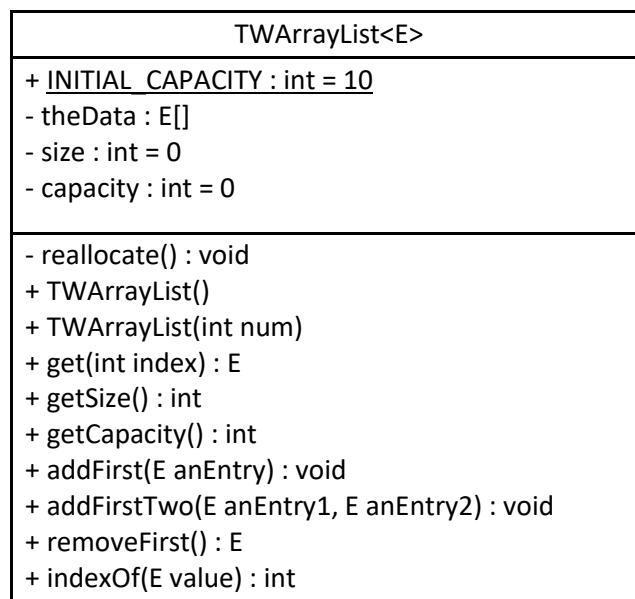 TWArrayList<E>
+ INITIAL_CAPACITY : int = 10
- theData : E[]
- size : int = 0
- capacity : int = 0
- reallocate() : void
+ TWArrayList()
+ TWArrayList(int num)
+ get(int index) : E
+ getSize() : int
+ getCapacity() : int
+ addFirst(E anEntry) : void
+ addFirstTwo(E anEntry1, E anEntry2) : void
+ removeFirst() : E
+ indexOf(E value) : int